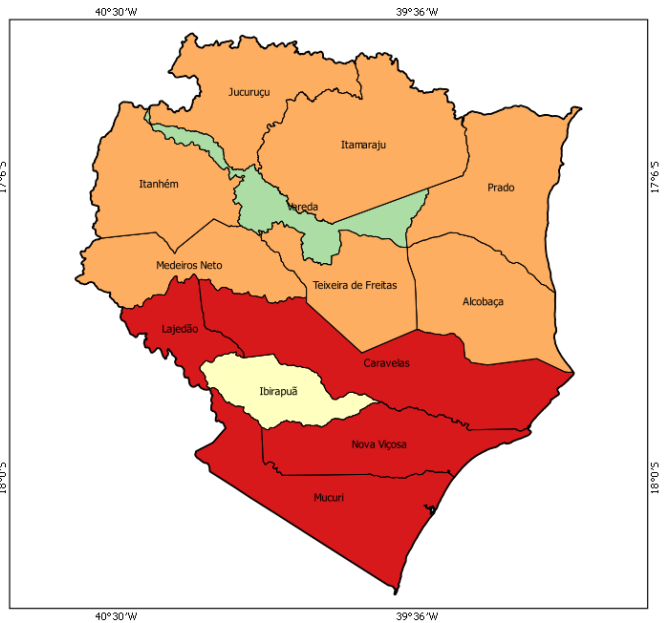 40°30'W 39°36'W
Jucuruçu
Itamaraju
17°6'S 17°6'S
Itanhém
Prado
Vereda
Medeiros Neto
Teixeira de Freitas
Alcobaça
Lajedão
Caravelas
Ibirapuã
Nova Viçosa
18°0'S 18°0'S
Mucuri
40°30'W 39°36'W